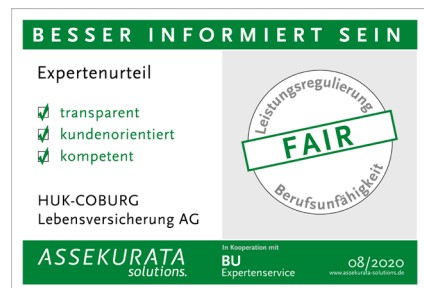 BESSER INFORMIERT SEIN
Expertenurteil
transparent
kundenorientiert
kompetent
HUK-COBURG
Lebensversicherung AG
Leistungsregulierung
FAIR
Berufsunfähigkeit
ASSEKURATA
solutions.
In Kooperation mit
BU
Expertenservice
08/2020
www.assekurata-solutions.de